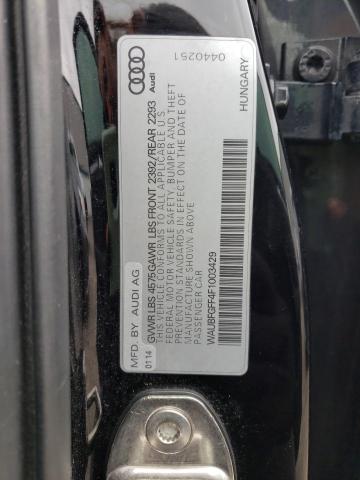 MFD. BY AUDI AG
Audi
01 14
GVWR LBS 4575 GAWR LBS FRONT 2392/REAR 2293
THIS VEHICLE CONFORMS TO ALL APPLICABLE U.S.
FEDERAL MOTOR VEHICLE SAFETY, BUMPER AND THEFT
PREVENTION STANDARDS IN EFFECT ON THE DATE OF
MANUFACTURE SHOWN ABOVE
PASSENGER CAR
0440251
WAUBFGFF4F1003429
HUNGARY